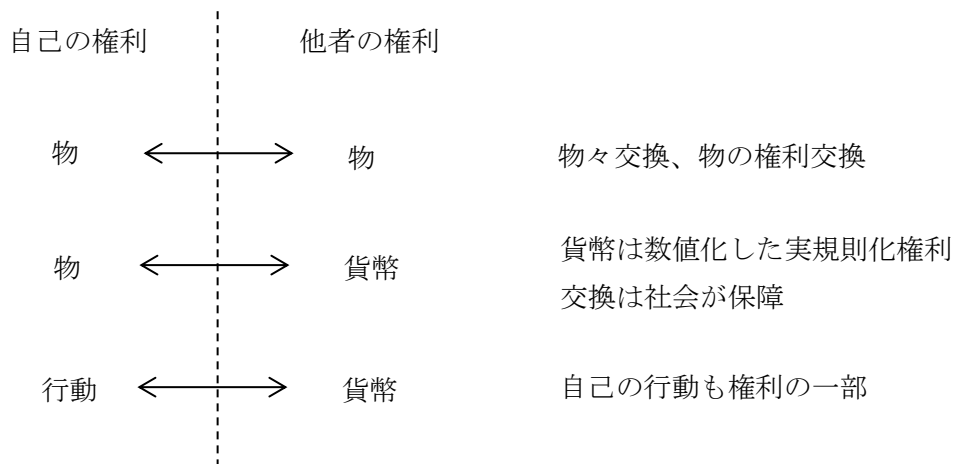 自己の権利
他者の権利
物
物
物々交換、物の権利交換
物
貨幣
貨幣は数値化した実規則化権利
交換は社会が保障
行動
貨幣
自己の行動も権利の一部